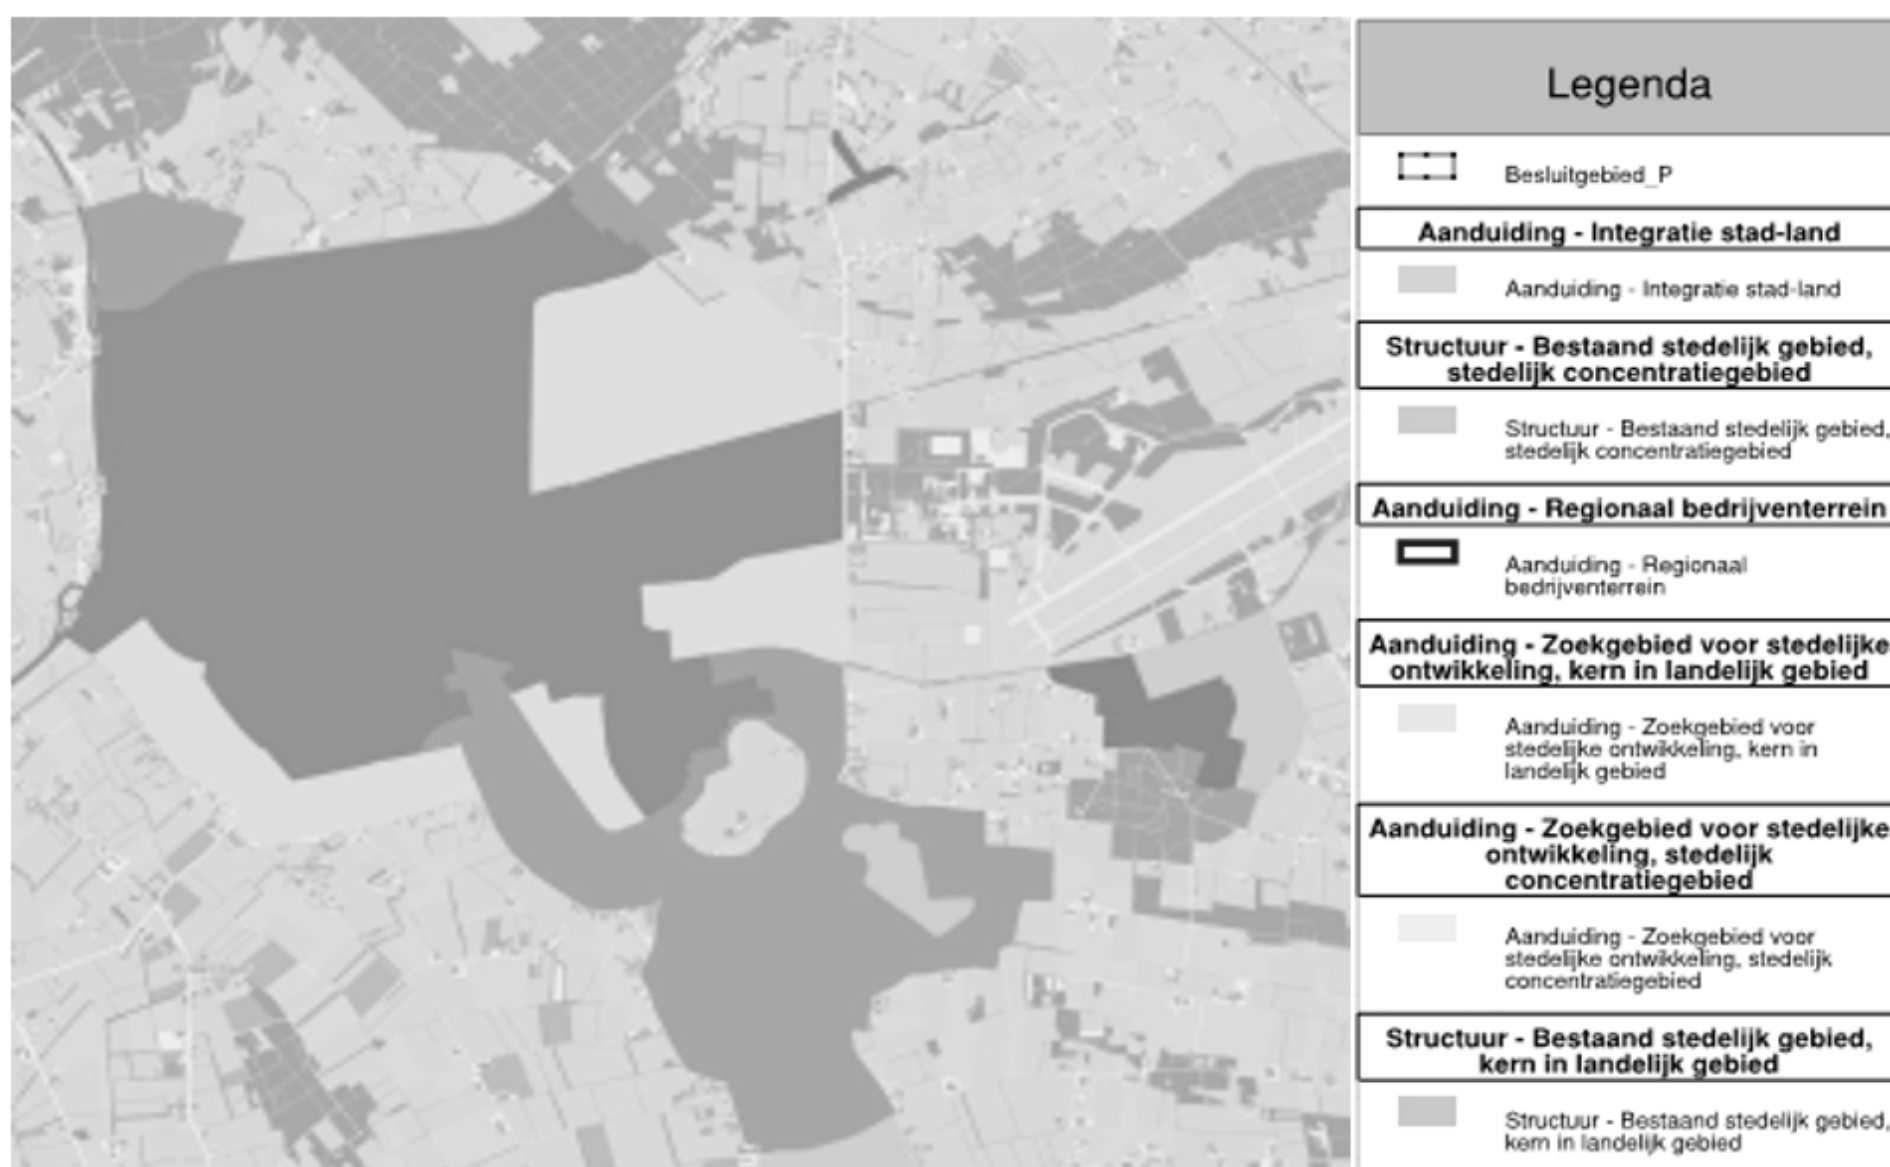 Legenda
Besluitgebied_P
Aanduiding - Integratie stad-land
Aanduiding - Integratie stad-land
Structuur - Bestaand stedelijk gebied,
stedelijk concentratiegebied
Structuur - Bestaand stedelijk gebied,
stedelijk concentratiegebied
Aanduiding - Regionaal bedrijventerrein
Aanduiding - Regionaal
bedrijventerrein
Aanduiding - Zoekgebied voor stedelijke
ontwikkeling, kern in landelijk gebied
Aanduiding - Zoekgebied voor
stedelijke ontwikkeling, kern in
landelijk gebied
Aanduiding - Zoekgebied voor stedelijke
ontwikkeling, stedelijk
concentratiegebied
Aanduiding - Zoekgebied voor
stedelijke ontwikkeling, stedelijk
concentratiegebied
Structuur - Bestaand stedelijk gebied,
kern in landelijk gebied
Structuur - Bestaand stedelijk gebied,
kern in landelijk gebied